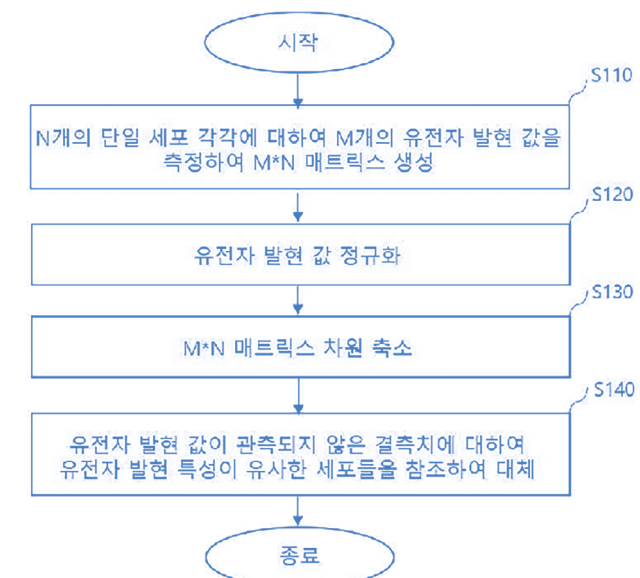 시작
S110
N개의 단일 세포 각각에 대하여 M개의 유전자 발현 값을
측정하여 M*N 매트릭스 생성
S120
유전자 발현 값 정규화
S130
M*N 매트릭스 차원 축소
S140
유전자 발현 값이 관측되지 않은 결측치에 대하여
유전자 발현 특성이 유사한 세포들을 참조하여 대체
종료